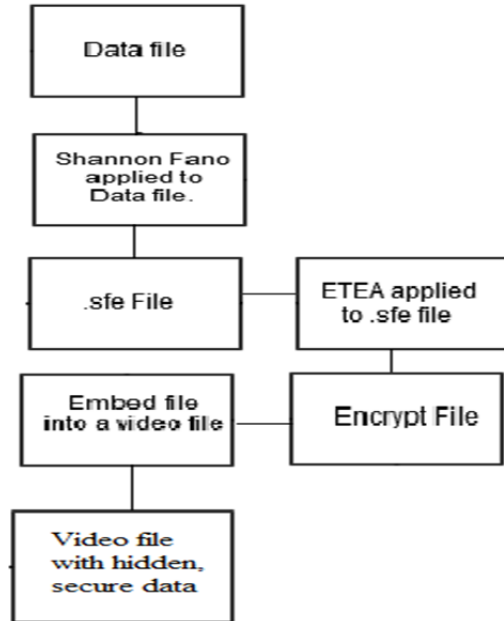 Data file
Shannon Fano
applied to
Data file.
.sfe File
ETEA applied
to .sfe file
Encrypt File
Embed file
into a video file
Video file
with hidden,
secure data